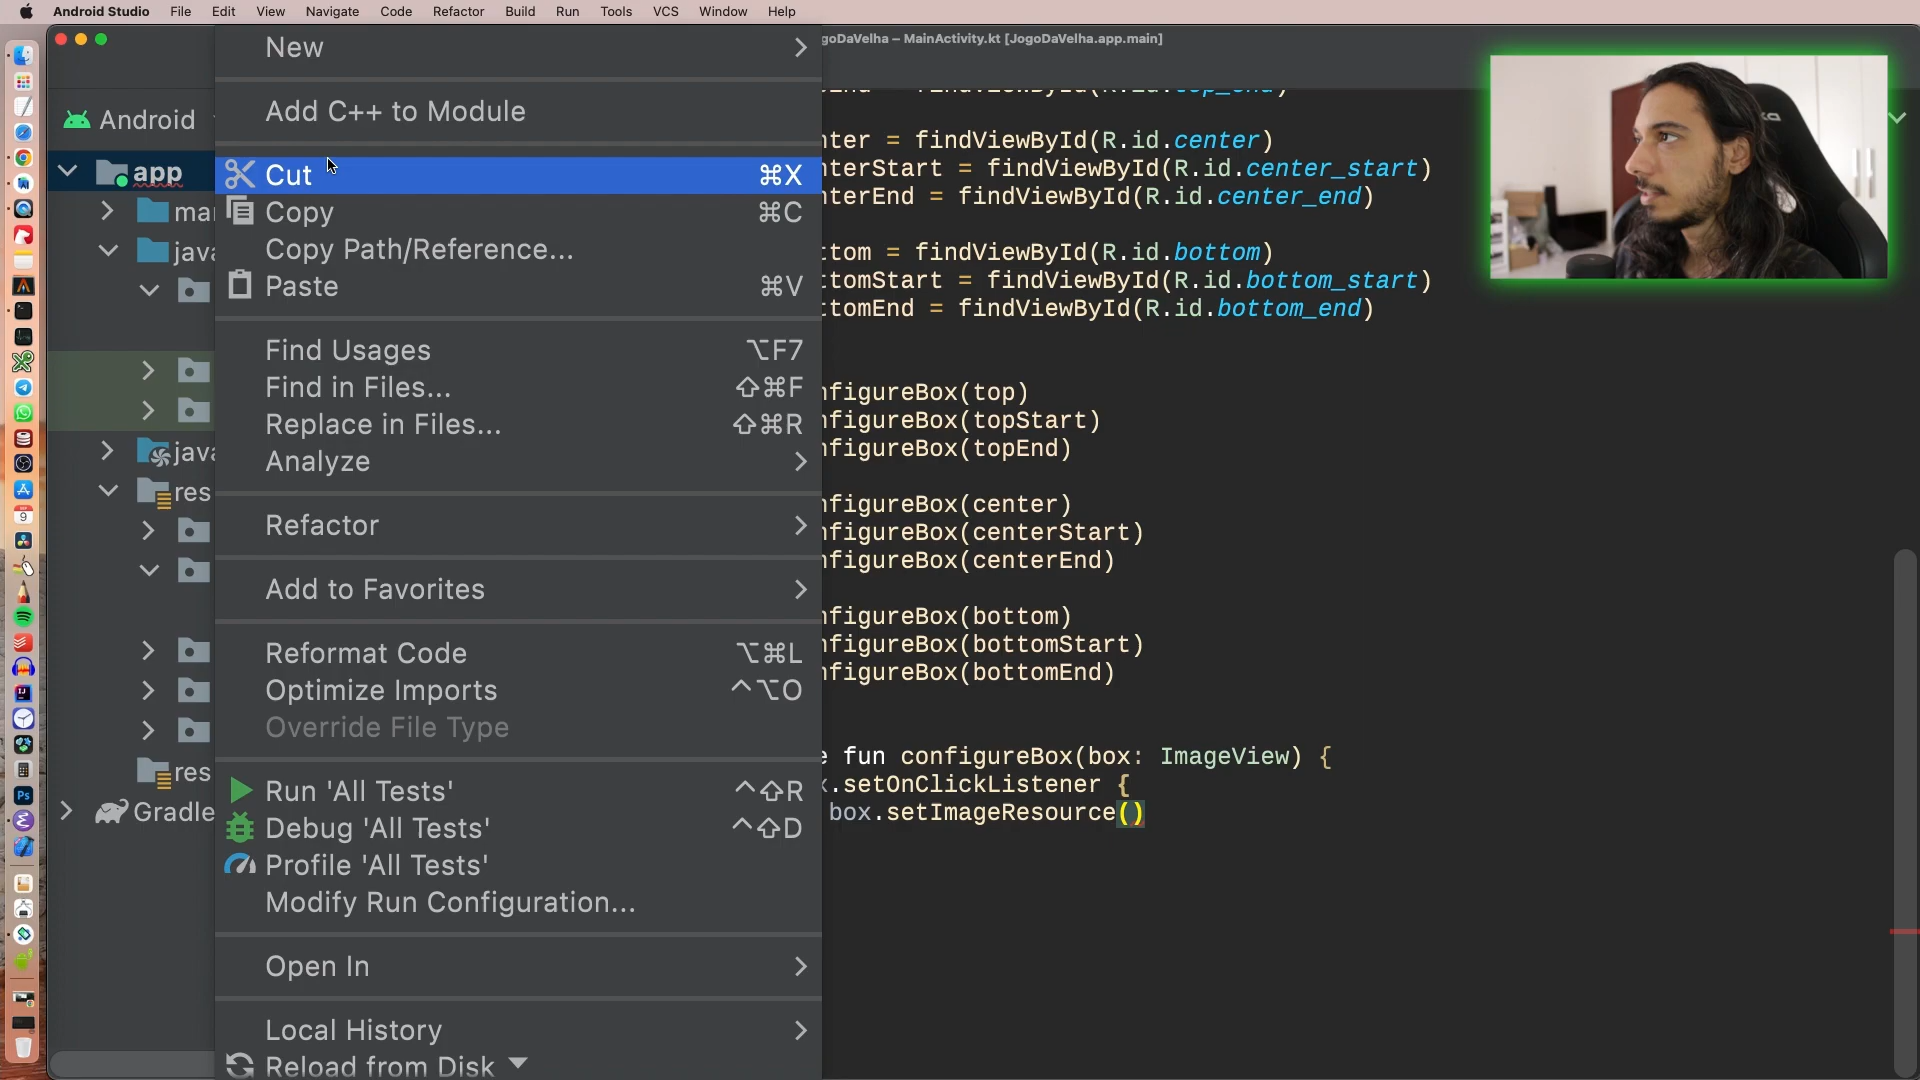 Android Studio File Edit View Navigate Code Refactor Build Run Tools VCS Window Help
goDaVelha – MainActivity.kt [JogoDaVelha.app.main]
Android
app
java
java
res
res
Gradle
New
Add C++ to Module
Cut ⌘X
Copy ⌘C
Copy Path/Reference...
Paste ⌘V
Find Usages ⌥F7
Find in Files... ⇧⌘F
Replace in Files... ⇧⌘R
Analyze
Refactor
Add to Favorites
Reformat Code ⌥⌘L
Optimize Imports ^⌥O
Override File Type
Run 'All Tests' ^⇧R
Debug 'All Tests' ^⇧D
Profile 'All Tests'
Modify Run Configuration...
Open In
Local History
Reload from Disk
nter = findViewById(R.id.center)
nterStart = findViewById(R.id.center_start)
nterEnd = findViewById(R.id.center_end)
ttom = findViewById(R.id.bottom)
ttomStart = findViewById(R.id.bottom_start)
ttomEnd = findViewById(R.id.bottom_end)
nfigureBox(top)
nfigureBox(topStart)
nfigureBox(topEnd)
nfigureBox(center)
nfigureBox(centerStart)
nfigureBox(centerEnd)
nfigureBox(bottom)
nfigureBox(bottomStart)
nfigureBox(bottomEnd)
e fun configureBox(box: ImageView) {
x.setOnClickListener {
box.setImageResource()